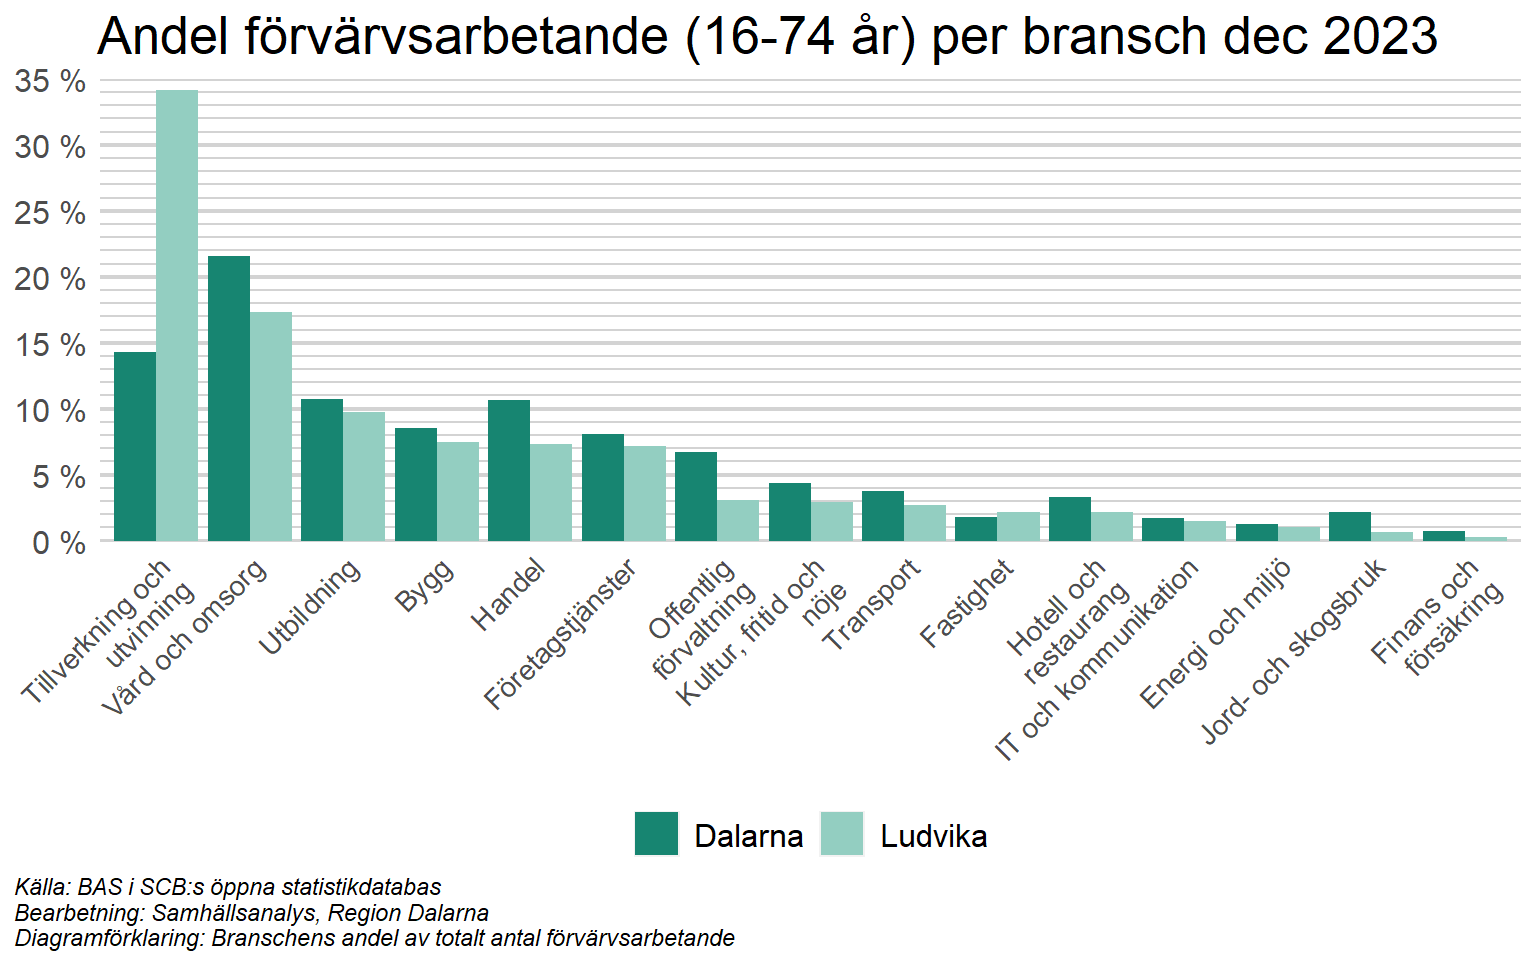 Andel förvärvsarbetande (16-74 år) per bransch dec 2023
35 %
30 %
25 %
20 %
15 %
10 %
5 %
0 %
Tillverkning och
utvinning
Vård och omsorg
Utbildning
Bygg
Handel
Företagstjänster
Offentlig
förvaltning
Kultur, fritid och
nöje
Transport
Fastighet
Hotell och
restaurang
IT och kommunikation
Energi och miljö
Jord- och skogsbruk
Finans och
försäkring
Dalarna
Ludvika
Källa: BAS i SCB:s öppna statistikdatabas
Bearbetning: Samhällsanalys, Region Dalarna
Diagramförklaring: Branschens andel av totalt antal förvärvsarbetande